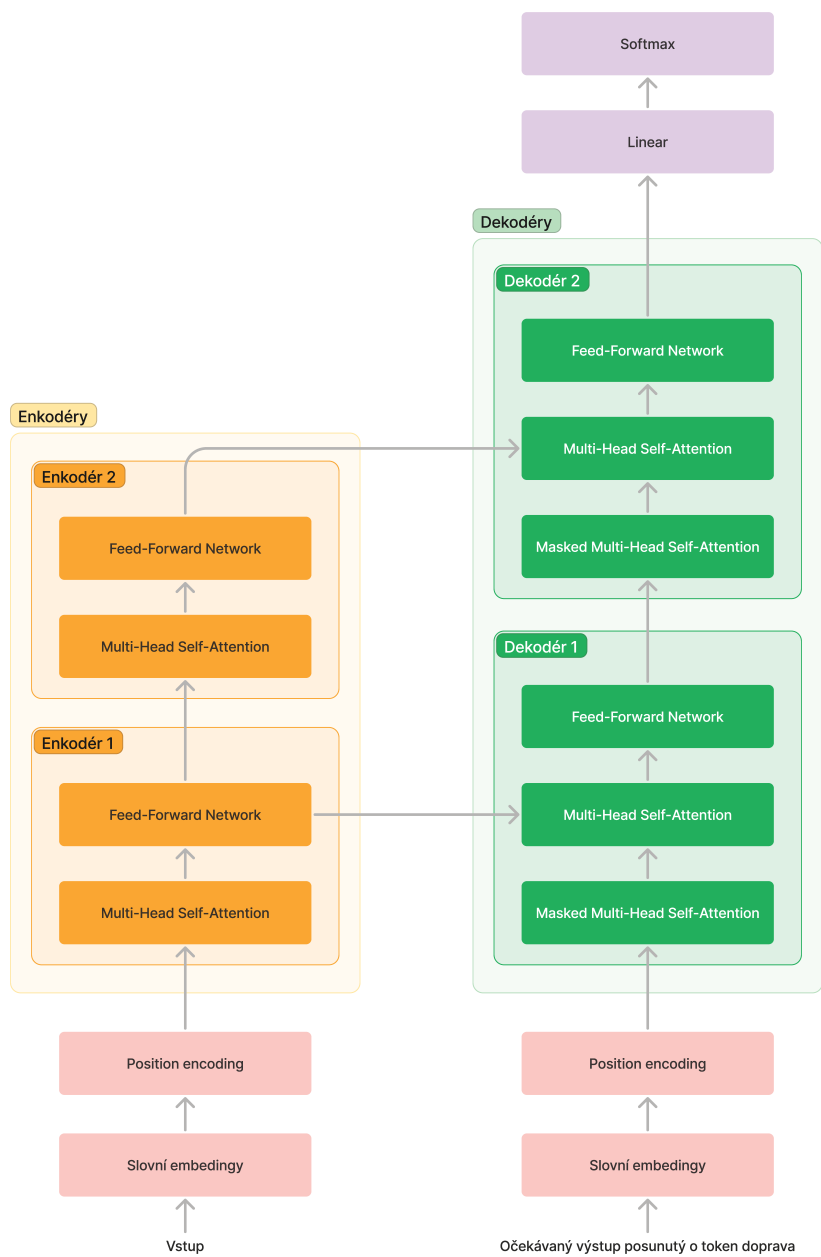 Softmax
Linear
Dekodéry
Dekodér 2
Feed-Forward Network
Multi-Head Self-Attention
Masked Multi-Head Self-Attention
Dekodér 1
Feed-Forward Network
Multi-Head Self-Attention
Masked Multi-Head Self-Attention
Enkodéry
Enkodér 2
Feed-Forward Network
Multi-Head Self-Attention
Enkodér 1
Feed-Forward Network
Multi-Head Self-Attention
Position encoding
Slovní embedingy
Vstup
Position encoding
Slovní embedingy
Očekávaný výstup posunutý o token doprava